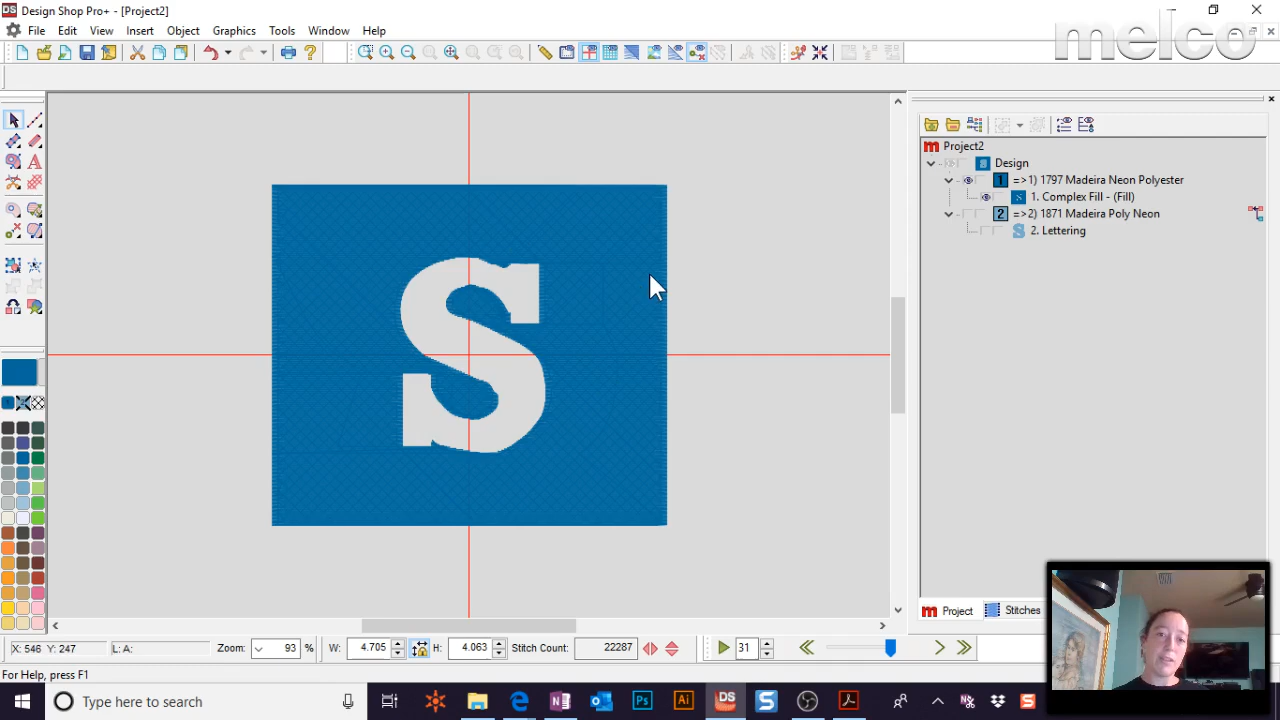 Design Shop Pro+ - [Project2]
File Edit View Insert Object Graphics Tools Window Help
melco
Project2
Design
1 =>1) 1797 Madeira Neon Polyester
1. Complex Fill - (Fill)
2 =>2) 1871 Madeira Poly Neon
2. Lettering
S
Project Stitches
X: 546 Y: 247 L: A: Zoom: 93 % W: 4.705 H: 4.063 Stitch Count: 22287 31
For Help, press F1
Type here to search